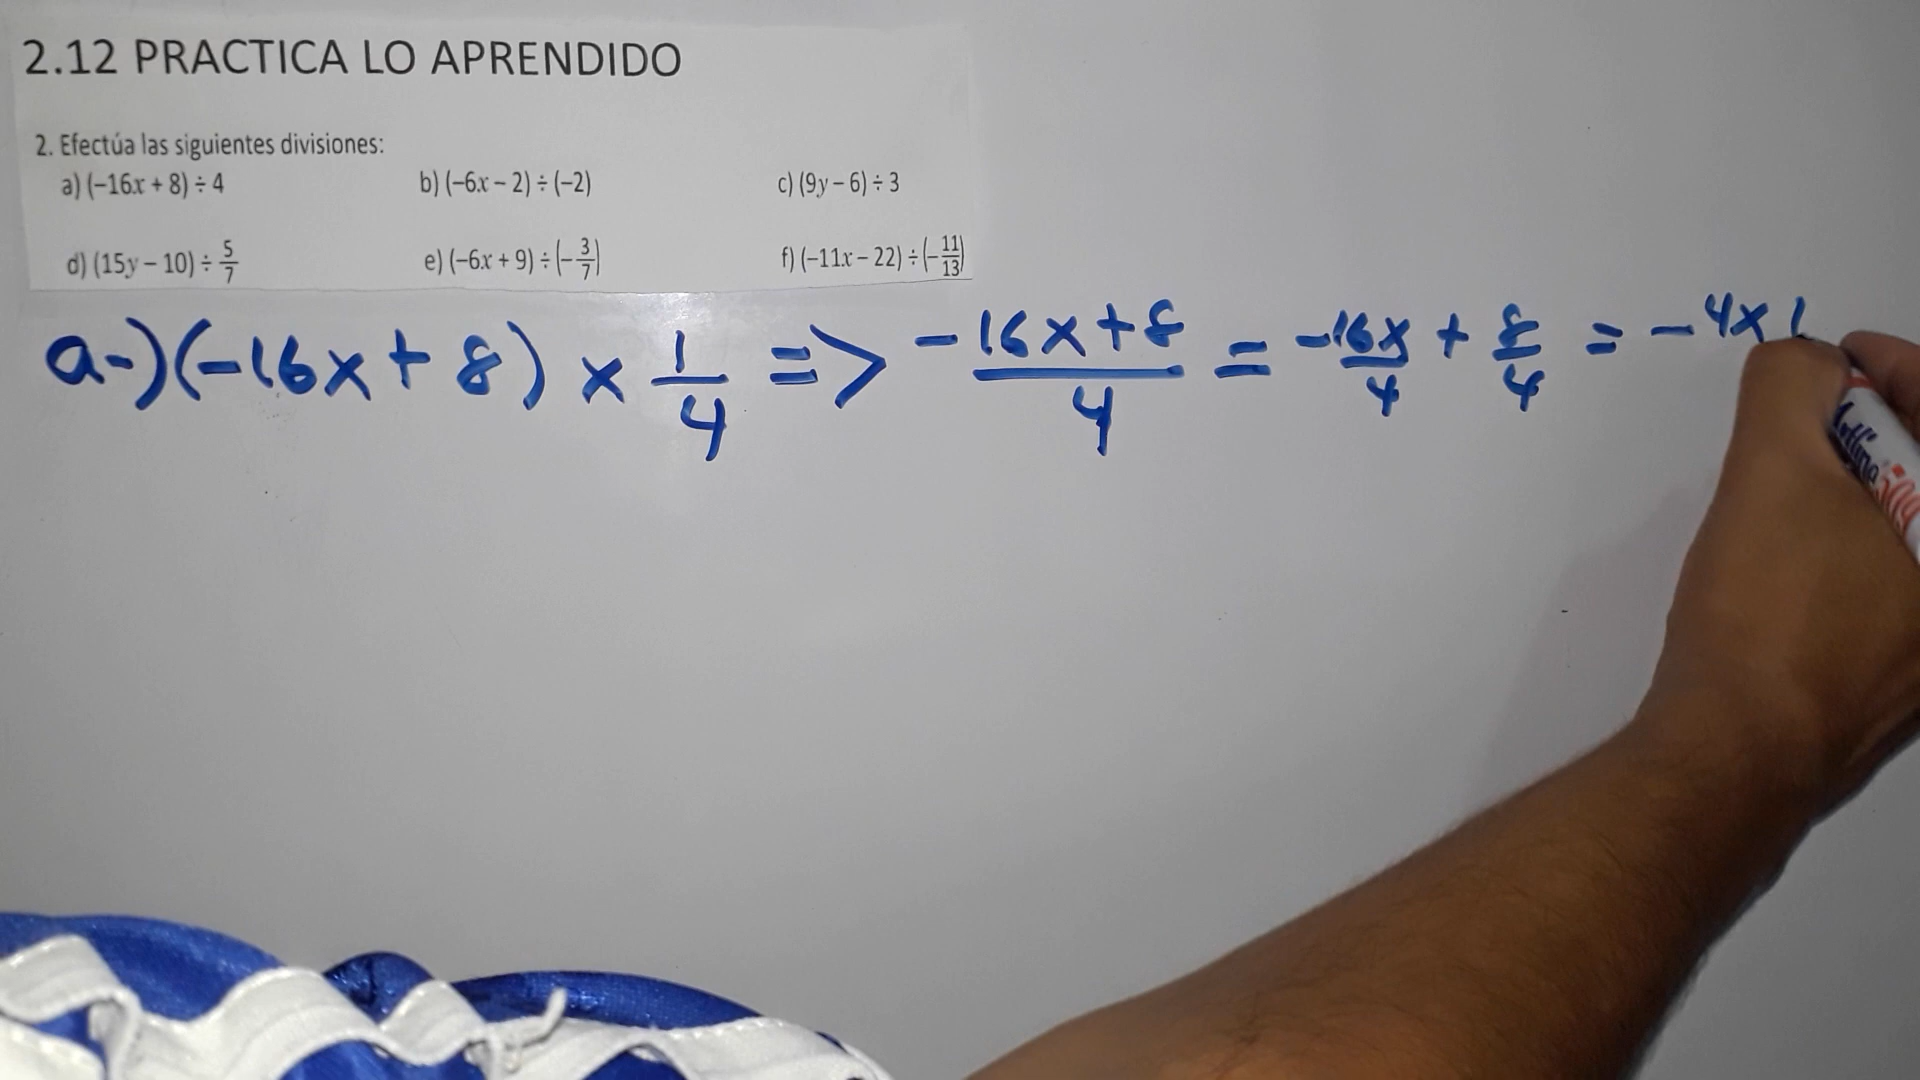 2.12 PRACTICA LO APRENDIDO
2. Efectúa las siguientes divisiones:
a) (−16x + 8) ÷ 4 b) (−6x − 2) ÷ (−2) c) (9y − 6) ÷ 3
d) (15y − 10) ÷ 5/7 e) (−6x + 9) ÷ (−3/7) f) (−11x − 22) ÷ (−11/13)
a-) (-16x + 8) x 1/4 => -16x+8/4 = -16x/4 + 8/4 = -4x
Artline 500